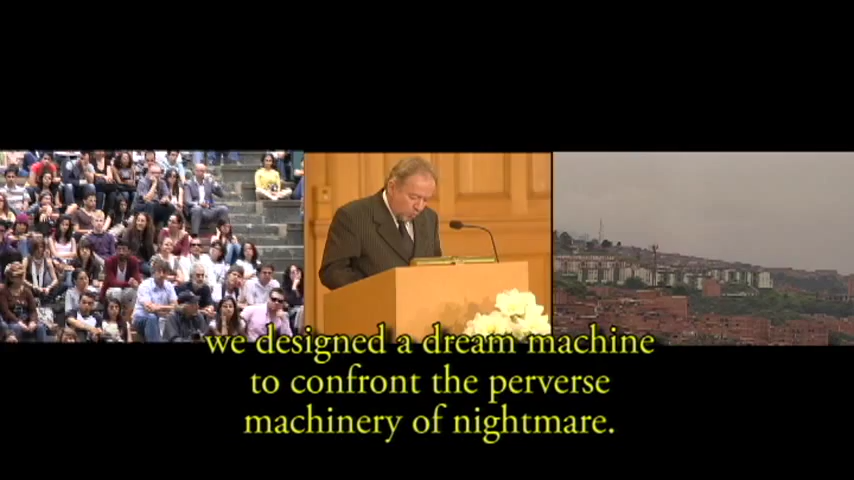 we designed a dream machine
to confront the perverse
machinery of nightmare.